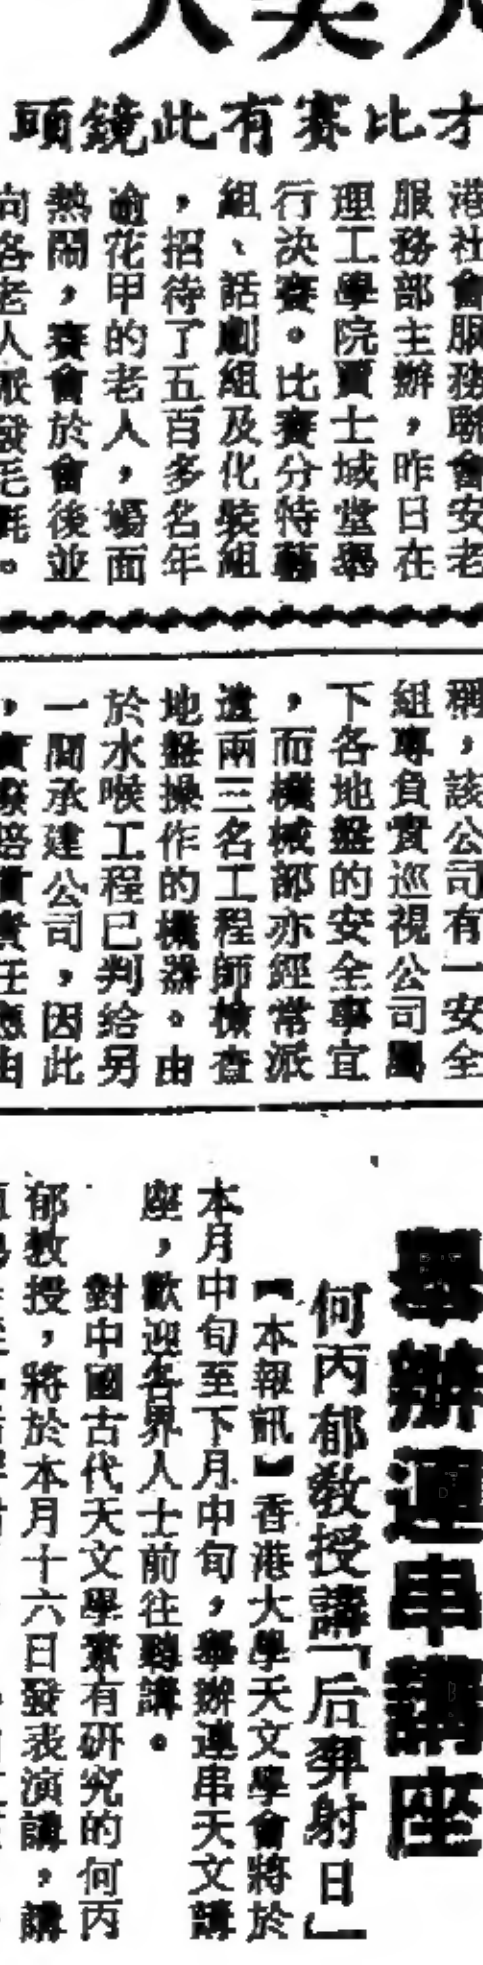 才比賽有此鏡頭
港社會服務聯會安老
服務部主辦，昨日在
理工學院賈士域堂舉
行決賽。比賽分特藝
組、話劇組及化裝組
，招待了五百多名年
逾花甲的老人，場面
熱鬧，賽會於會後並
向各老人派發毛氈。
稱，該公司有一安全
組專負責巡視公司屬
下各地盤的安全事宜
，而機械部亦經常派
遣兩三名工程師檢查
地盤操作的機器。由
於水喉工程已判給另
一間承建公司，因此
，實際賠償責任應由
舉辦連串講座
何丙郁教授講「后羿射日」
【本報訊】香港大學天文學會將於
本月中旬至下月中旬，舉辦連串天文講
座，歡迎各界人士前往聽講。
對中國古代天文學素有研究的何丙
郁教授，將於本月十六日發表演講，講